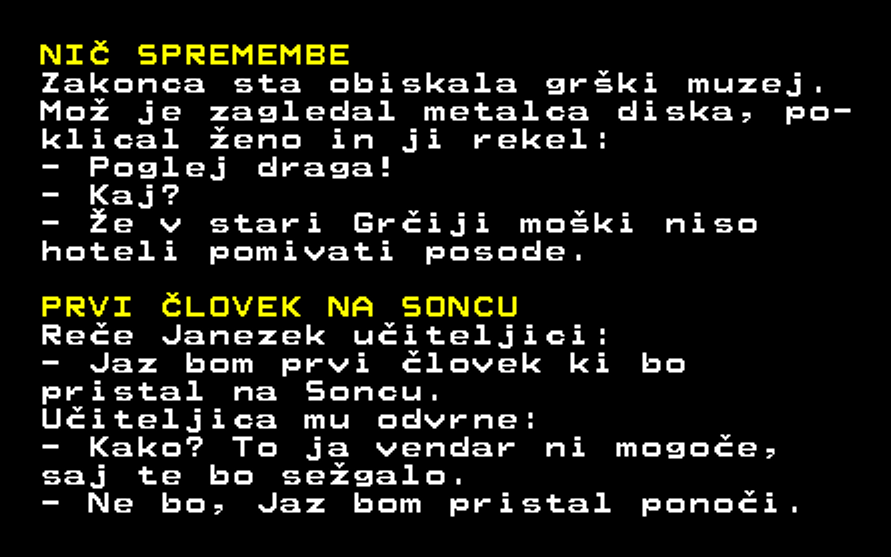 NIČ SPREMEMBE
Zakonca sta obiskala grški muzej.
Mož je zagledal metalca diska, po-
klical ženo in ji rekel:
- Poglej draga!
- Kaj?
- Že v stari Grčiji moški niso
hoteli pomivati posode.
PRVI ČLOVEK NA SONCU
Reče Janezek učiteljici:
- Jaz bom prvi človek ki bo
pristal na Soncu.
Učiteljica mu odvrne:
- Kako? To ja vendar ni mogoče,
saj te bo sežgalo.
- Ne bo, Jaz bom pristal ponoči.